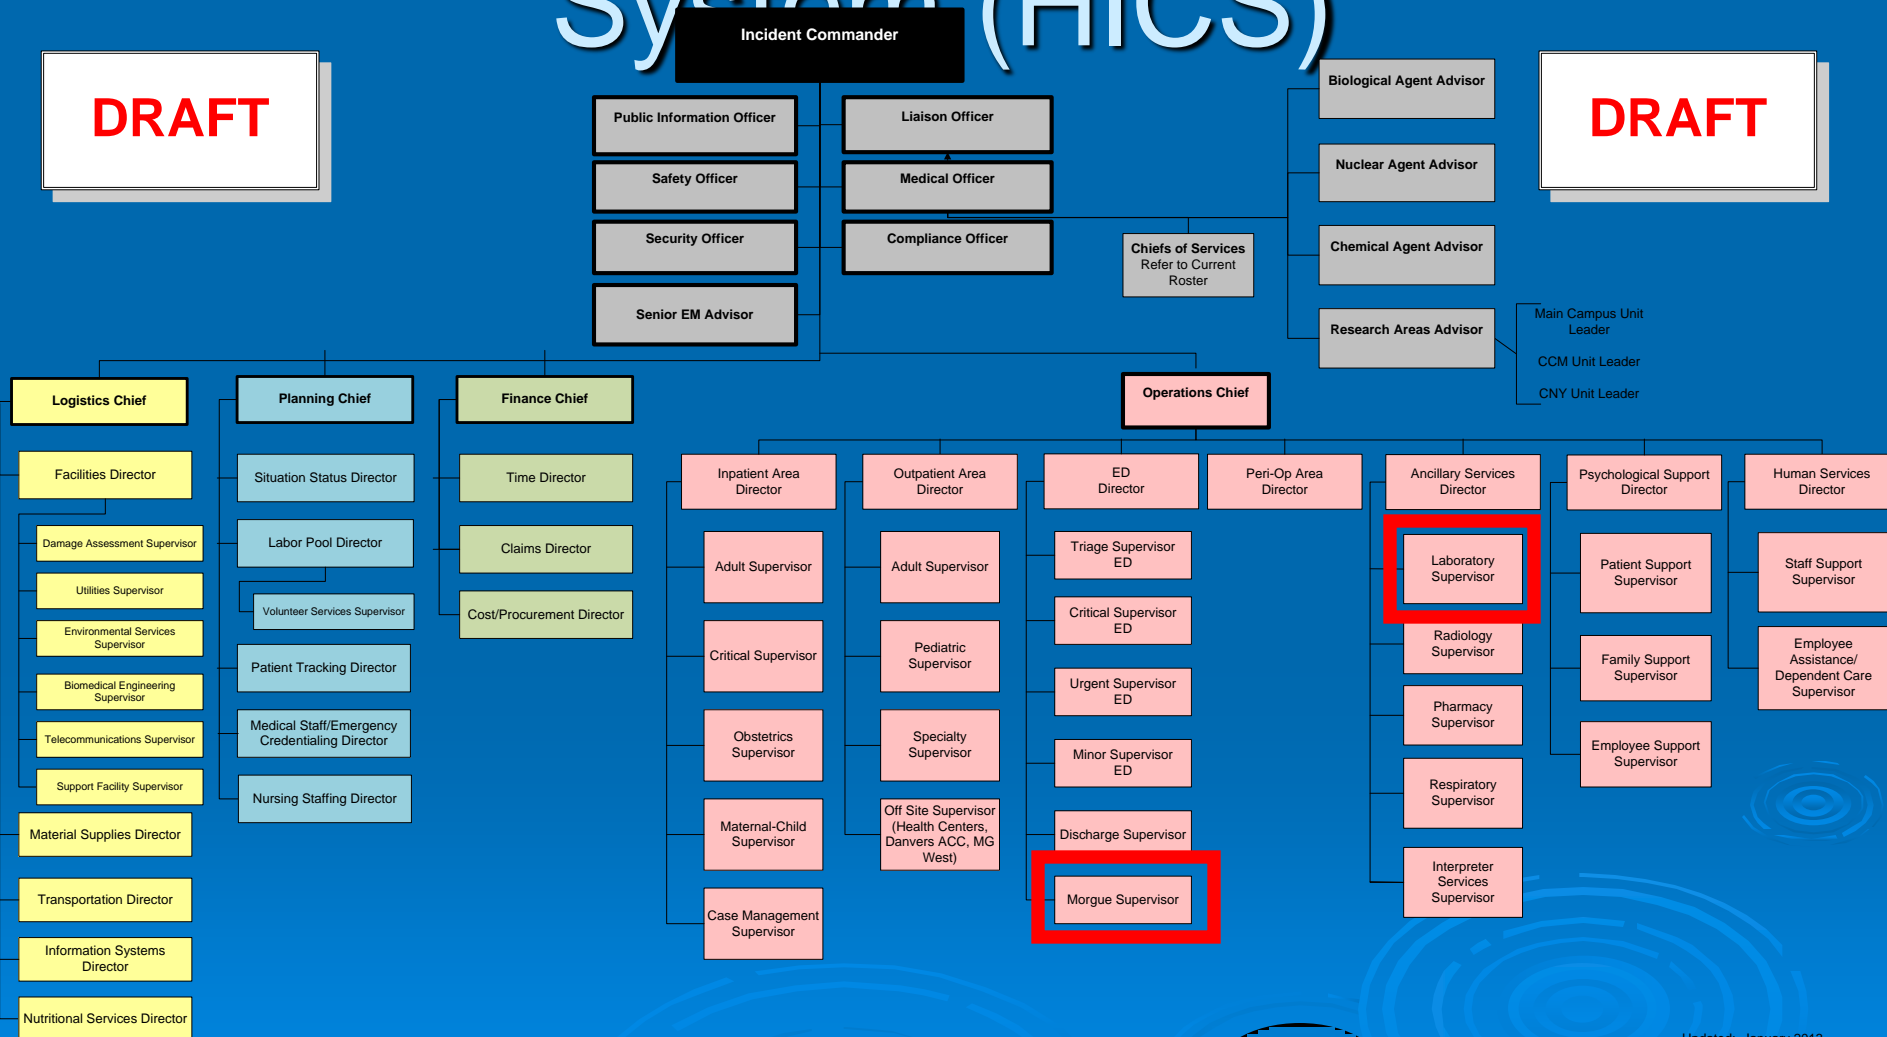 System (HICS)
Incident Commander
DRAFT
DRAFT
Public Information Officer
Liaison Officer
Safety Officer
Medical Officer
Security Officer
Compliance Officer
Senior EM Advisor
Chiefs of Services
Refer to Current
Roster
Biological Agent Advisor
Nuclear Agent Advisor
Chemical Agent Advisor
Research Areas Advisor
Main Campus Unit
Leader
CCM Unit Leader
CNY Unit Leader
Logistics Chief
Planning Chief
Finance Chief
Operations Chief
Facilities Director
Damage Assessment Supervisor
Utilities Supervisor
Environmental Services
Supervisor
Biomedical Engineering
Supervisor
Telecommunications Supervisor
Support Facility Supervisor
Material Supplies Director
Transportation Director
Information Systems
Director
Nutritional Services Director
Situation Status Director
Labor Pool Director
Volunteer Services Supervisor
Patient Tracking Director
Medical Staff/Emergency
Credentialing Director
Nursing Staffing Director
Time Director
Claims Director
Cost/Procurement Director
Inpatient Area
Director
Adult Supervisor
Critical Supervisor
Obstetrics
Supervisor
Maternal-Child
Supervisor
Case Management
Supervisor
Outpatient Area
Director
Adult Supervisor
Pediatric
Supervisor
Specialty
Supervisor
Off Site Supervisor
(Health Centers,
Danvers ACC, MG
West)
ED
Director
Triage Supervisor
ED
Critical Supervisor
ED
Urgent Supervisor
ED
Minor Supervisor
ED
Discharge Supervisor
Morgue Supervisor
Peri-Op Area
Director
Ancillary Services
Director
Laboratory
Supervisor
Radiology
Supervisor
Pharmacy
Supervisor
Respiratory
Supervisor
Interpreter
Services
Supervisor
Psychological Support
Director
Patient Support
Supervisor
Family Support
Supervisor
Employee Support
Supervisor
Human Services
Director
Staff Support
Supervisor
Employee
Assistance/
Dependent Care
Supervisor